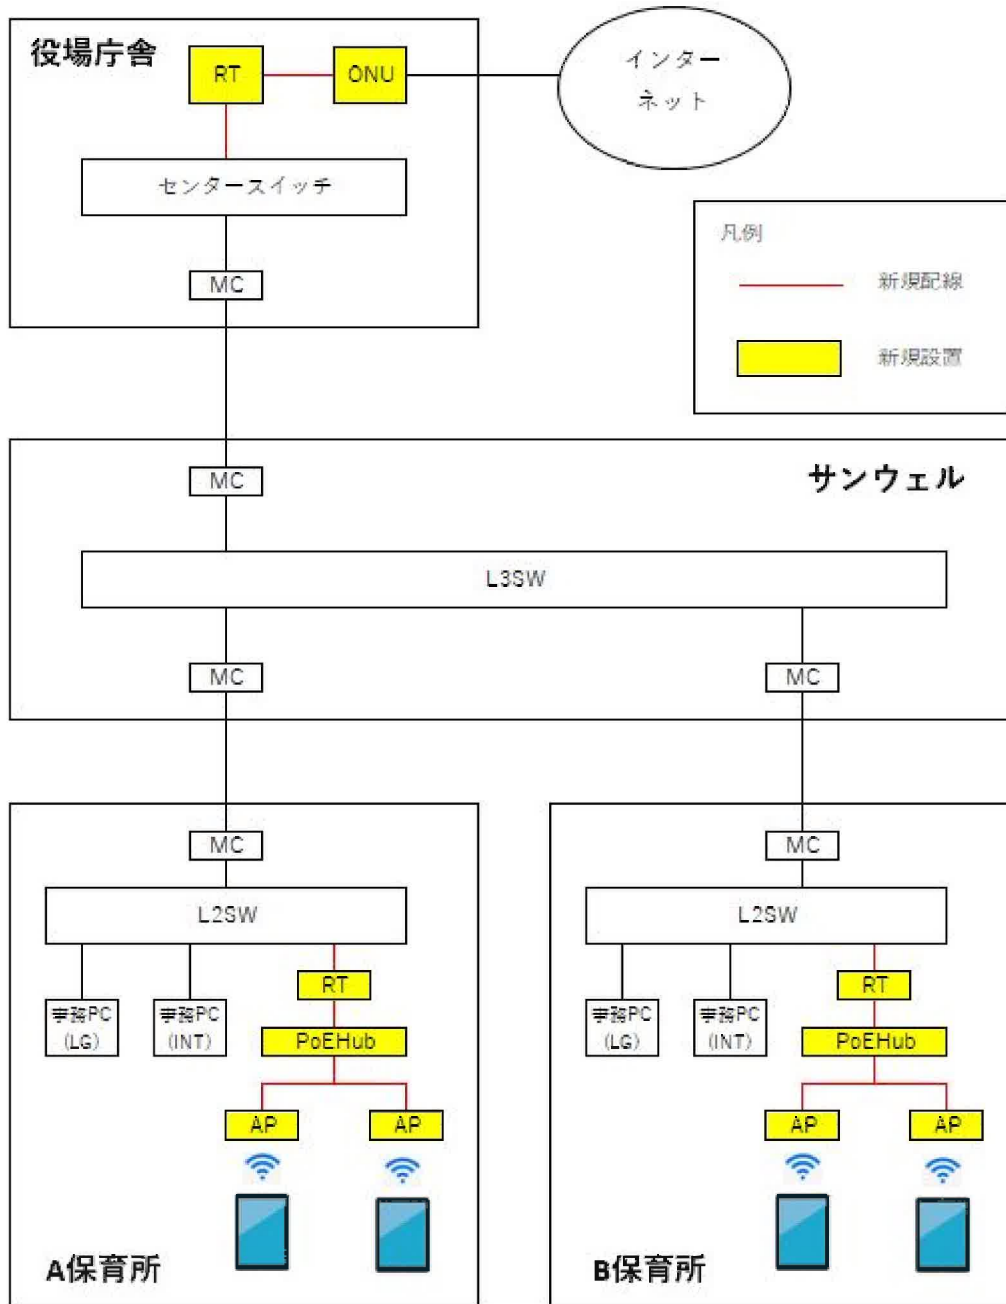 役場庁舎
RT
ONU
インター
ネット
センタースイッチ
MC
凡例
新規配線
新規設置
MC
サンウェル
L3SW
MC
MC
MC
L2SW
事務PC
(LG)
事務PC
(INT)
RT
PoEHub
AP
AP
A保育所
MC
L2SW
事務PC
(LG)
事務PC
(INT)
RT
PoEHub
AP
AP
B保育所